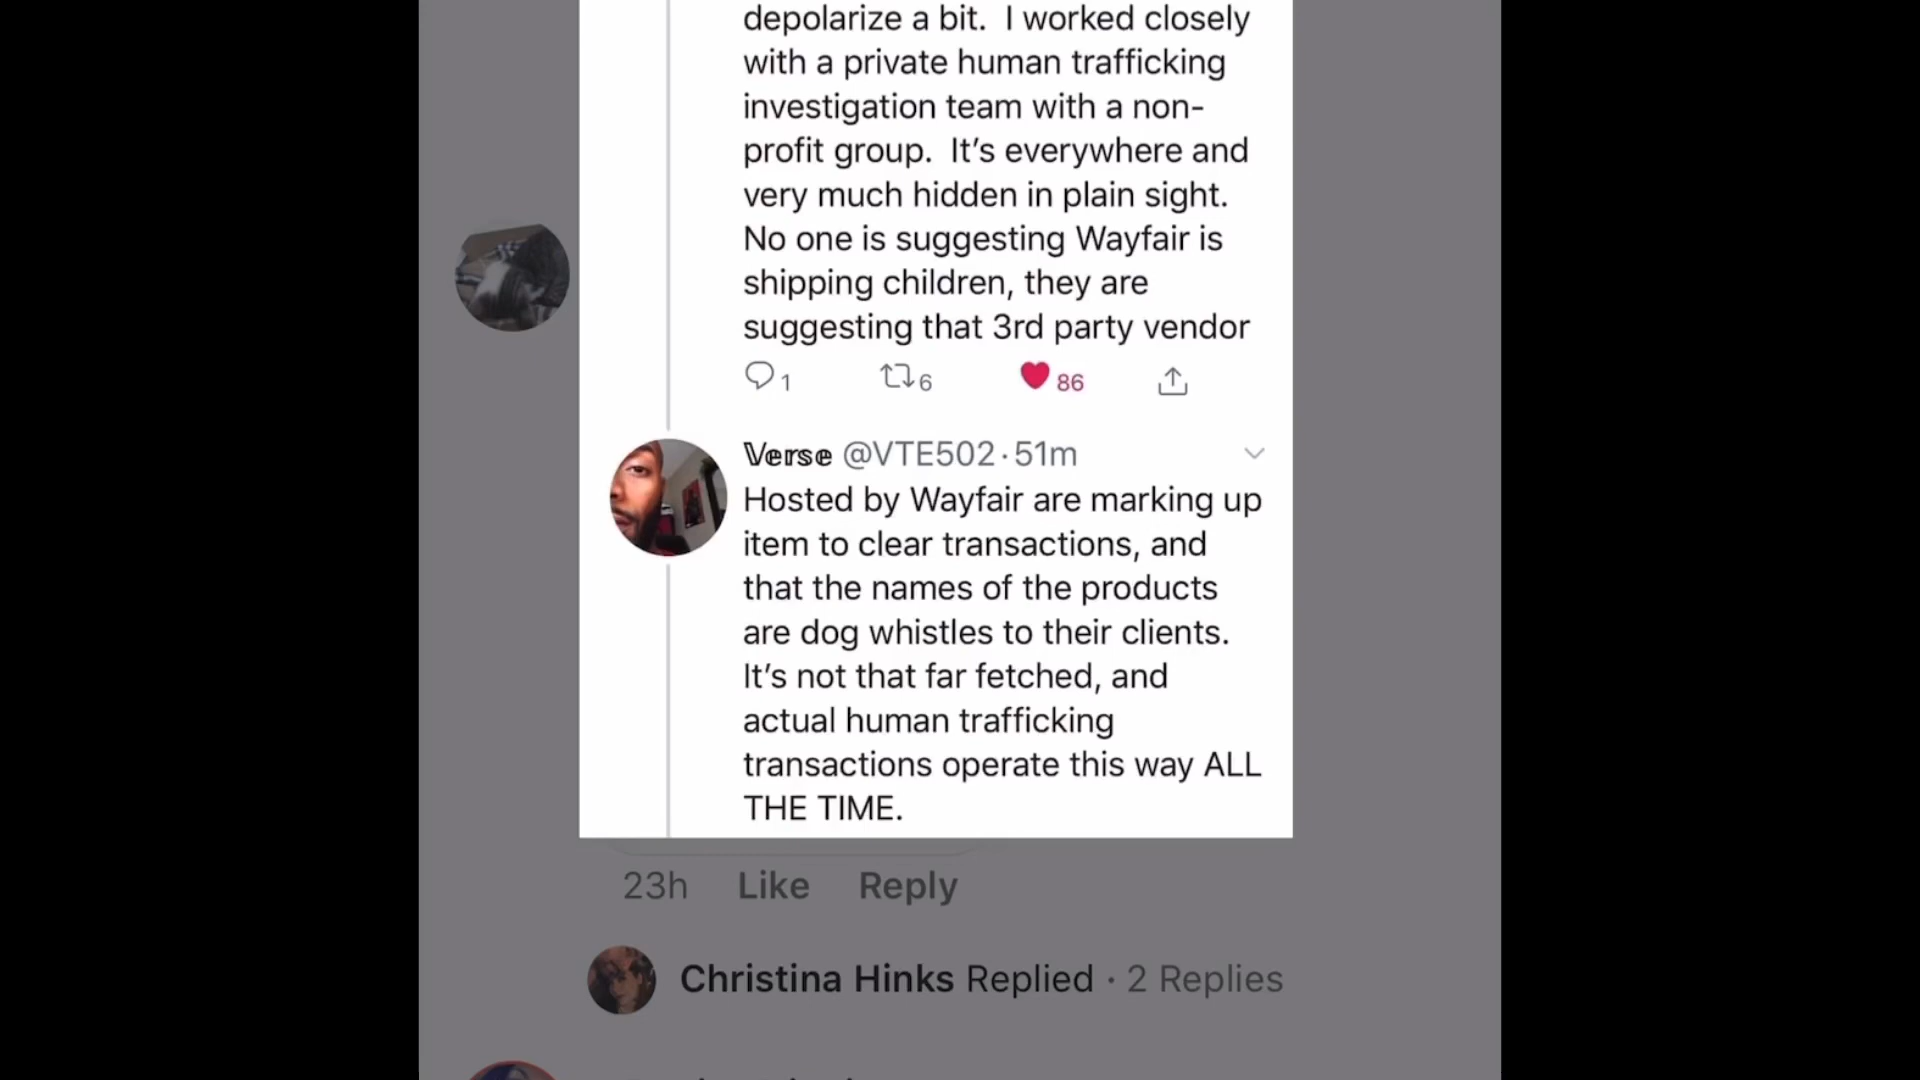 depolarize a bit. I worked closely
with a private human trafficking
investigation team with a non-
profit group. It’s everywhere and
very much hidden in plain sight.
No one is suggesting Wayfair is
shipping children, they are
suggesting that 3rd party vendor
1 6 86
Verse @VTE502 · 51m
Hosted by Wayfair are marking up
item to clear transactions, and
that the names of the products
are dog whistles to their clients.
It’s not that far fetched, and
actual human trafficking
transactions operate this way ALL
THE TIME.
23h Like Reply
Christina Hinks Replied · 2 Replies